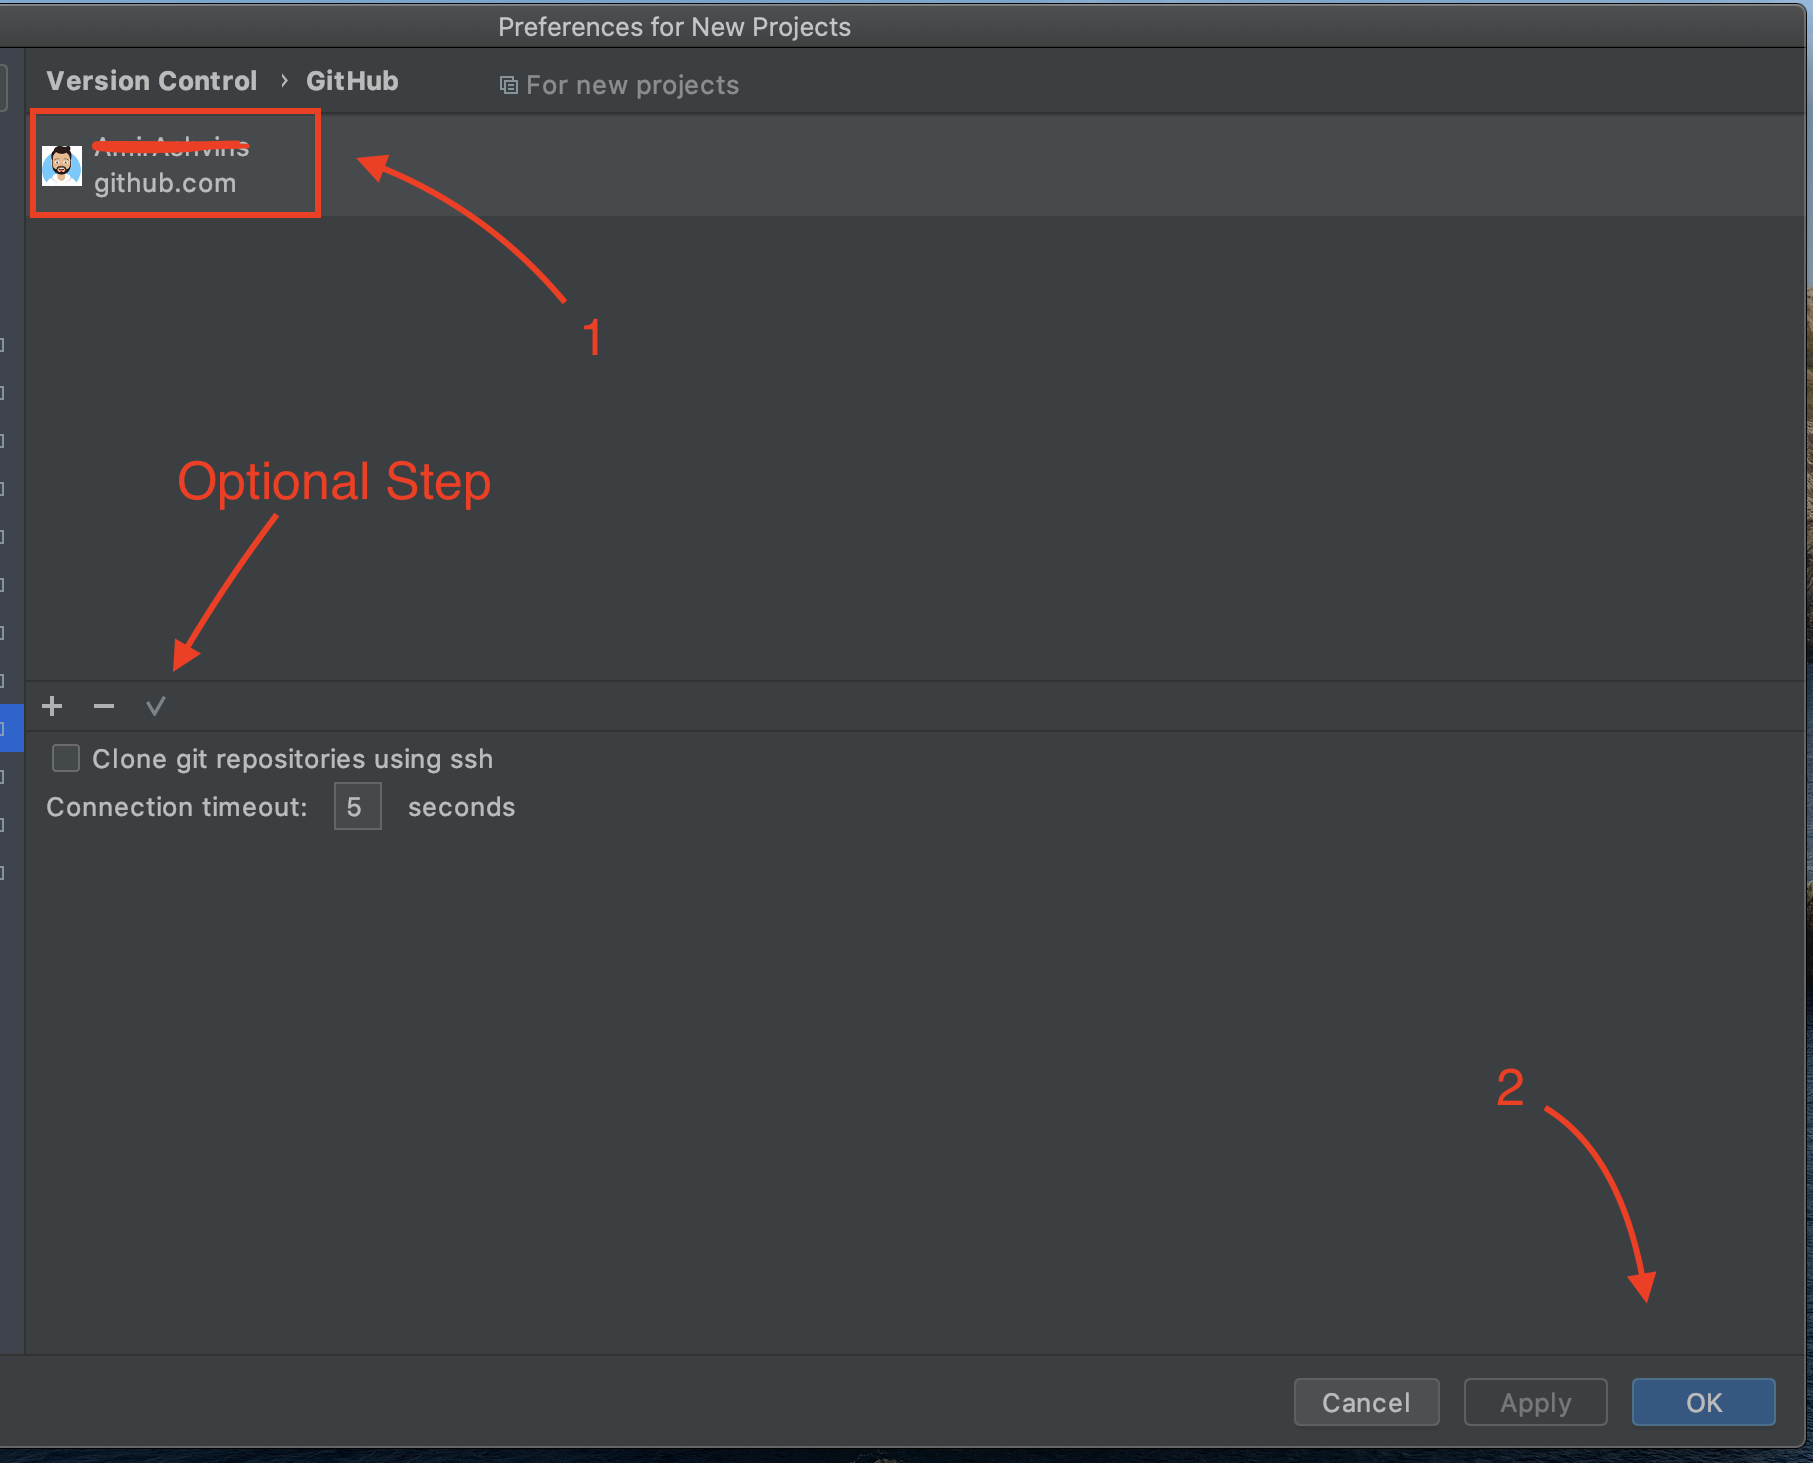 Preferences for New Projects
Version Control › GitHub
For new projects
github.com
1
Optional Step
Clone git repositories using ssh
Connection timeout: 5 seconds
2
Cancel
Apply
OK